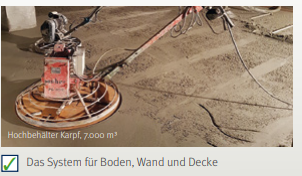 Hochbehälter Karpf, 7.000 m³
Das System für Boden, Wand und Decke